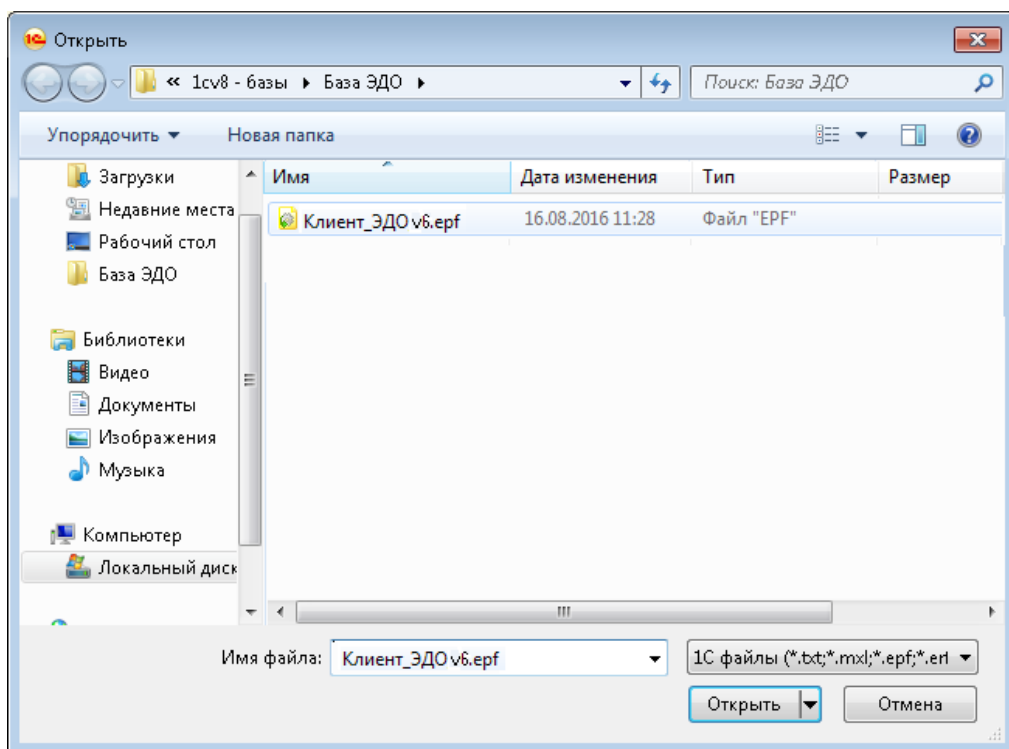 1С Открыть
« 1cv8 - базы ▸ База ЭДО ▸ Поиск: База ЭДО
Упорядочить Новая папка
Имя Дата изменения Тип Размер
Загрузки
Недавние места
Рабочий стол
База ЭДО
Библиотеки
Видео
Документы
Изображения
Музыка
Компьютер
Локальный диск
Клиент_ЭДО v6.epf 16.08.2016 11:28 Файл "EPF"
Имя файла: Клиент_ЭДО v6.epf 1С файлы (*.txt;*.mxl;*.epf;*.erf
Открыть Отмена